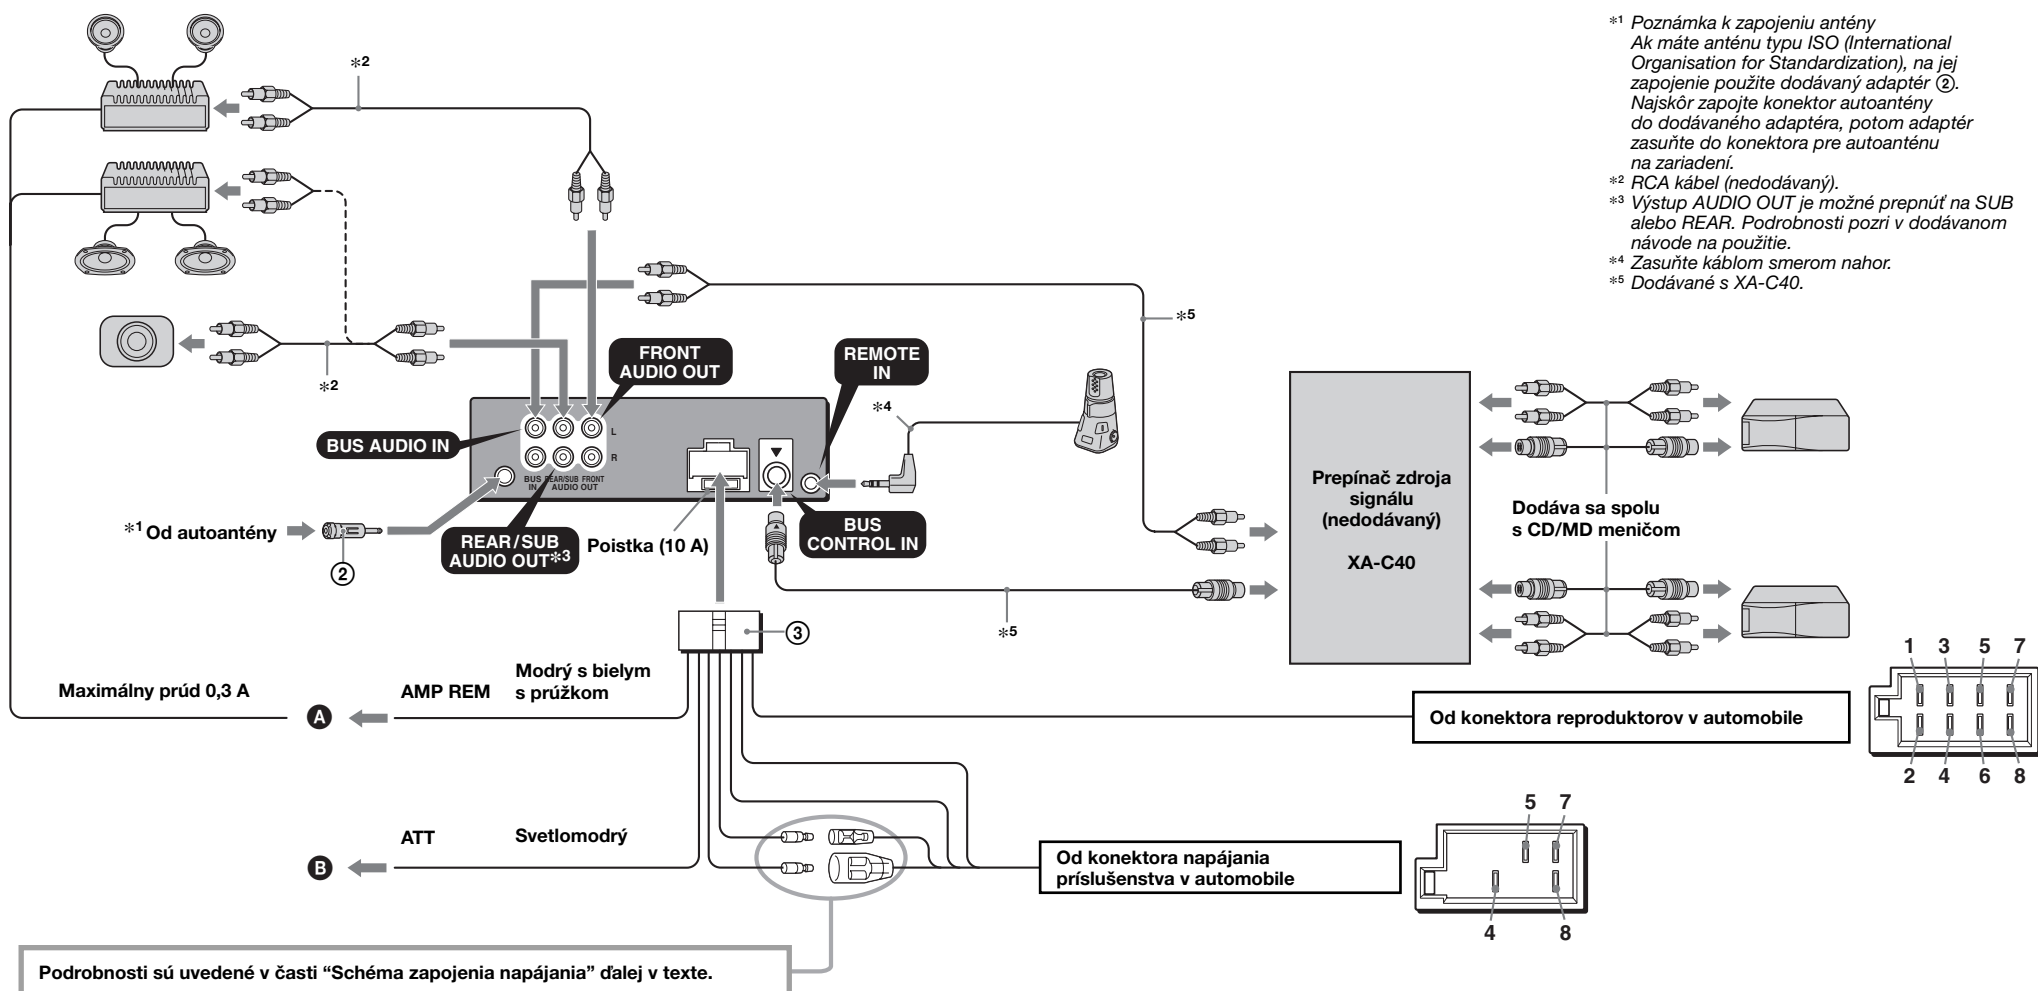 *1 Poznámka k zapojeniu antény
Ak máte anténu typu ISO (International
Organisation for Standardization), na jej
zapojenie použite dodávaný adaptér ②.
Najskôr zapojte konektor autoantény
do dodávaného adaptéra, potom adaptér
zasuňte do konektora pre autoanténu
na zariadení.
*2 RCA kábel (nedodávaný).
*3 Výstup AUDIO OUT je možné prepnúť na SUB
alebo REAR. Podrobnosti pozri v dodávanom
návode na použitie.
*4 Zasuňte káblom smerom nahor.
*5 Dodávané s XA-C40.
*2
*5
*2
FRONT
AUDIO OUT
REMOTE
IN
*4
BUS AUDIO IN
L
R
BUS
IN
REAR/SUB
FRONT
AUDIO OUT
*1 Od autoantény
②
REAR/SUB
AUDIO OUT*3
Poistka (10 A)
BUS
CONTROL IN
Prepínač zdroja
signálu
(nedodávaný)
XA-C40
Dodáva sa spolu
s CD/MD meničom
③
*5
Maximálny prúd 0,3 A
A
AMP REM
Modrý s bielym
s prúžkom
Od konektora reproduktorov v automobile
1 3 5 7
2 4 6 8
B
ATT
Svetlomodrý
Od konektora napájania
príslušenstva v automobile
5 7
4 8
Podrobnosti sú uvedené v časti “Schéma zapojenia napájania” ďalej v texte.